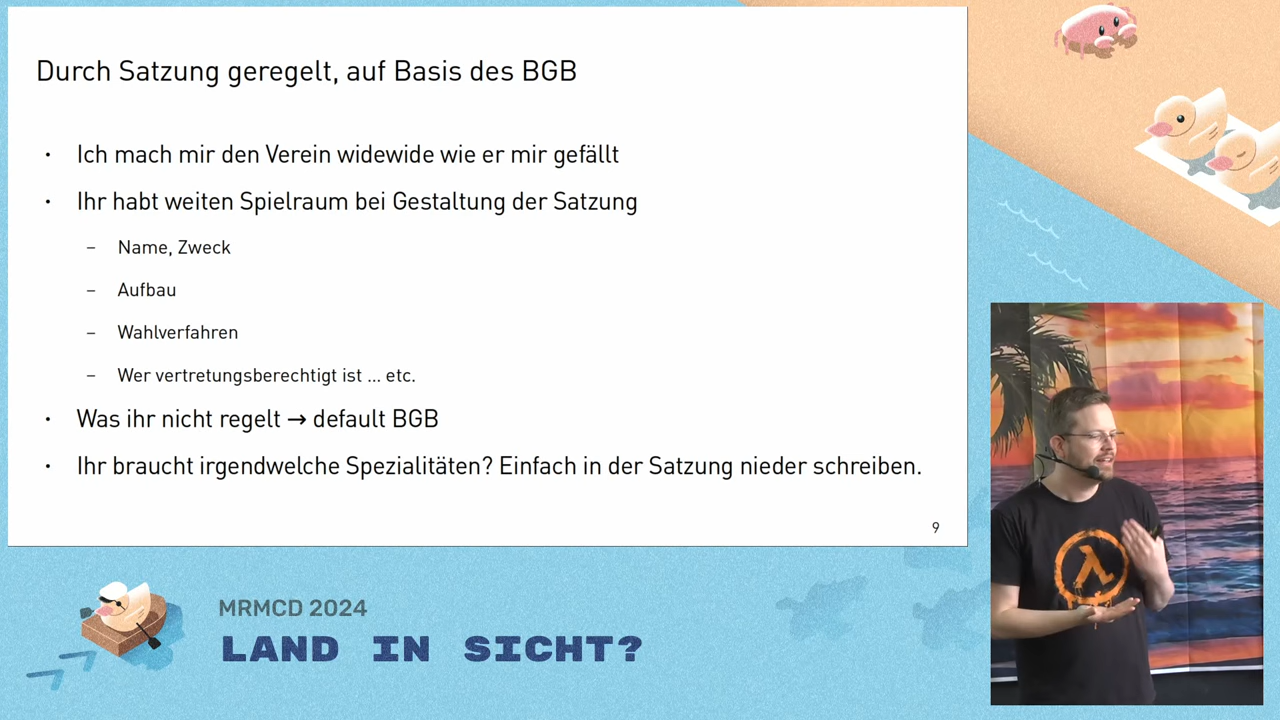 Durch Satzung geregelt, auf Basis des BGB
• Ich mach mir den Verein widewide wie er mir gefällt
• Ihr habt weiten Spielraum bei Gestaltung der Satzung
– Name, Zweck
– Aufbau
– Wahlverfahren
– Wer vertretungsberechtigt ist ... etc.
• Was ihr nicht regelt → default BGB
• Ihr braucht irgendwelche Spezialitäten? Einfach in der Satzung nieder schreiben.
9
MRMCD 2024
LAND IN SICHT?